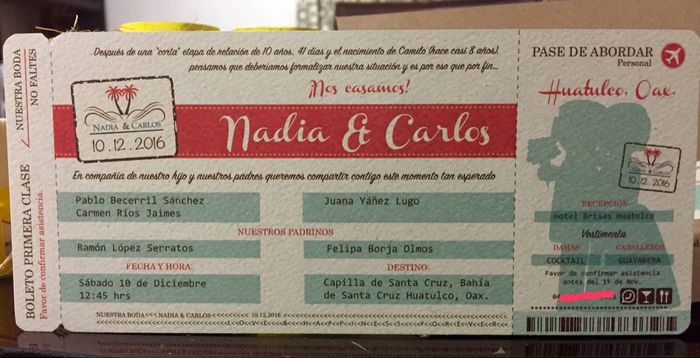 NUESTRA BODA
NO FALTES
BOLETO PRIMERA CLASE
Favor de confirmar asistencia.
Después de una "corta" etapa de relación de 10 años, 41 días y el nacimiento de Camilo (hace casi 8 años),
pensamos que deberíamos formalizar nuestra situación y es por eso que por fin...
¡Nos casamos!
NADIA & CARLOS
10.12.2016
Nadia & Carlos
En compañía de nuestro hijo y nuestros padres queremos compartir contigo este momento tan esperado
Pablo Becerril Sánchez
Carmen Ríos Jaimes
Juana Yáñez Lugo
NUESTROS PADRINOS
Ramón López Serratos
Felipa Borja Olmos
FECHA Y HORA:
DESTINO:
Sábado 10 de Diciembre
12:45 hrs
Capilla de Santa Cruz, Bahía
de Santa Cruz Huatulco, Oax.
NUESTRA BODA<<< NADIA & CARLOS <<<<<<<< 10.12.2016
PASE DE ABORDAR
Personal
Huatulco, Oax.
NADIA & CARLOS
10.12.2016
RECEPCIÓN
Hotel Brisas Huatulco
Vestimenta
DAMAS
CABALLEROS
COCKTAIL
GUAYABERA
Favor de confirmar asistencia
antes del 1º de Nov.